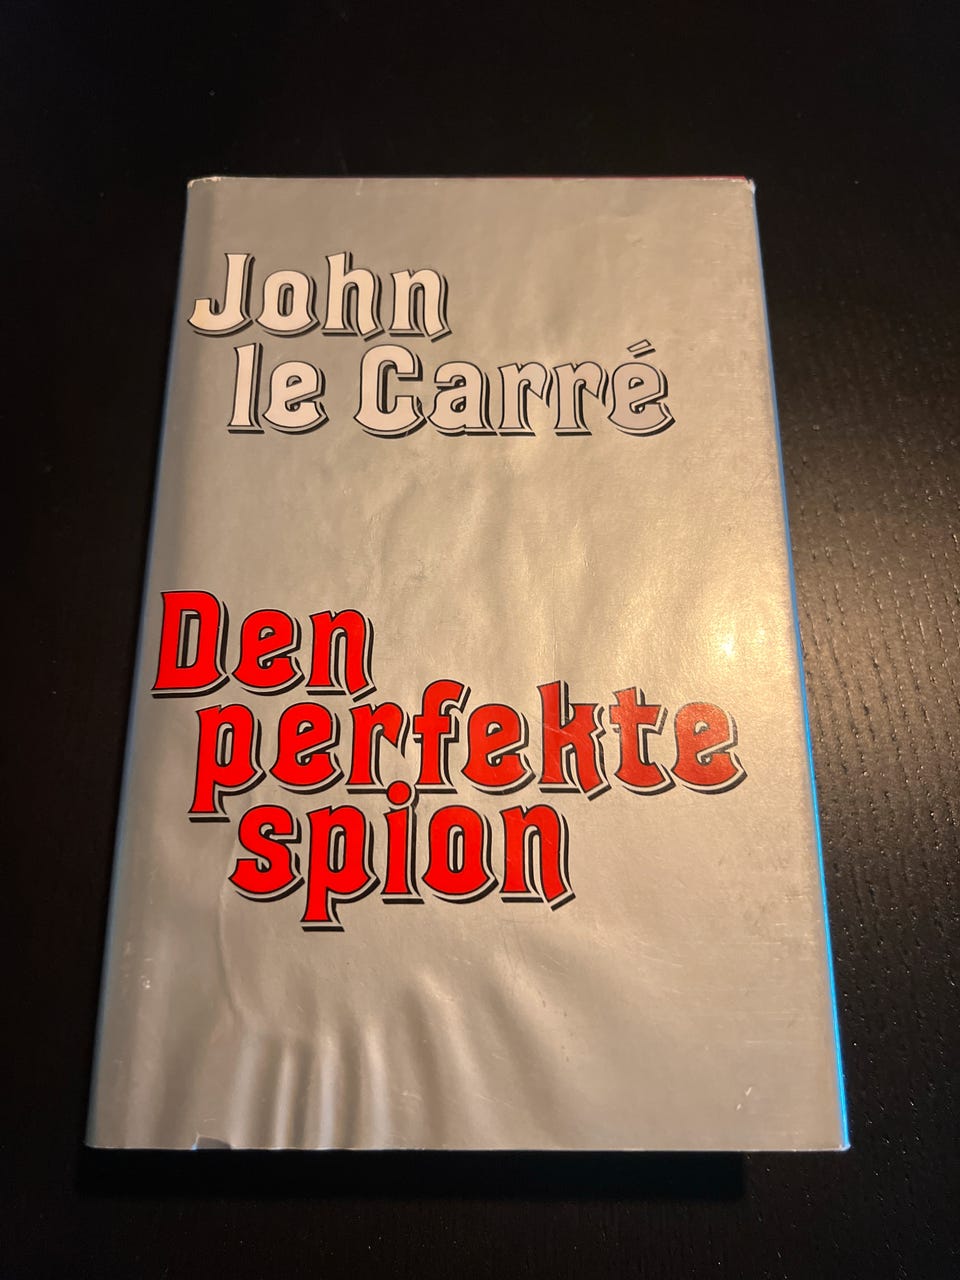 John
le Carré
Den
perfekte
spion